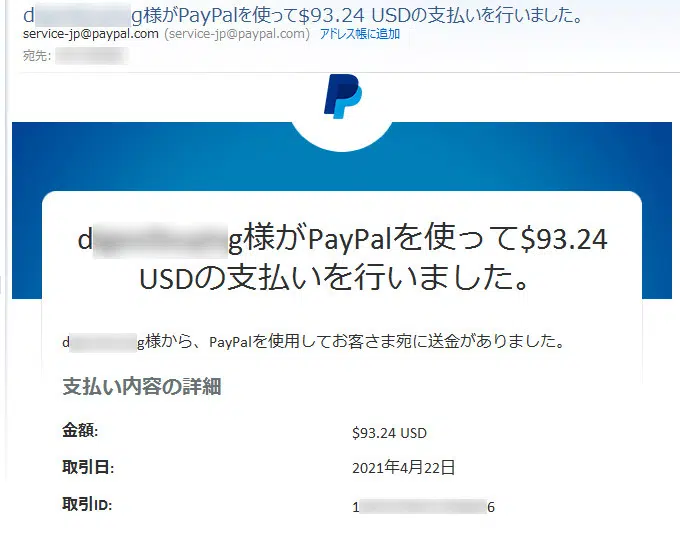 d g様がPayPalを使って$93.24 USDの支払いを行いました。
service-jp@paypal.com (service-jp@paypal.com) アドレス帳に追加
宛先:
d g様がPayPalを使って$93.24
USDの支払いを行いました。
d g様から、PayPalを使用してお客さま宛に送金がありました。
支払い内容の詳細
金額: $93.24 USD
取引日: 2021年4月22日
取引ID: 1 6